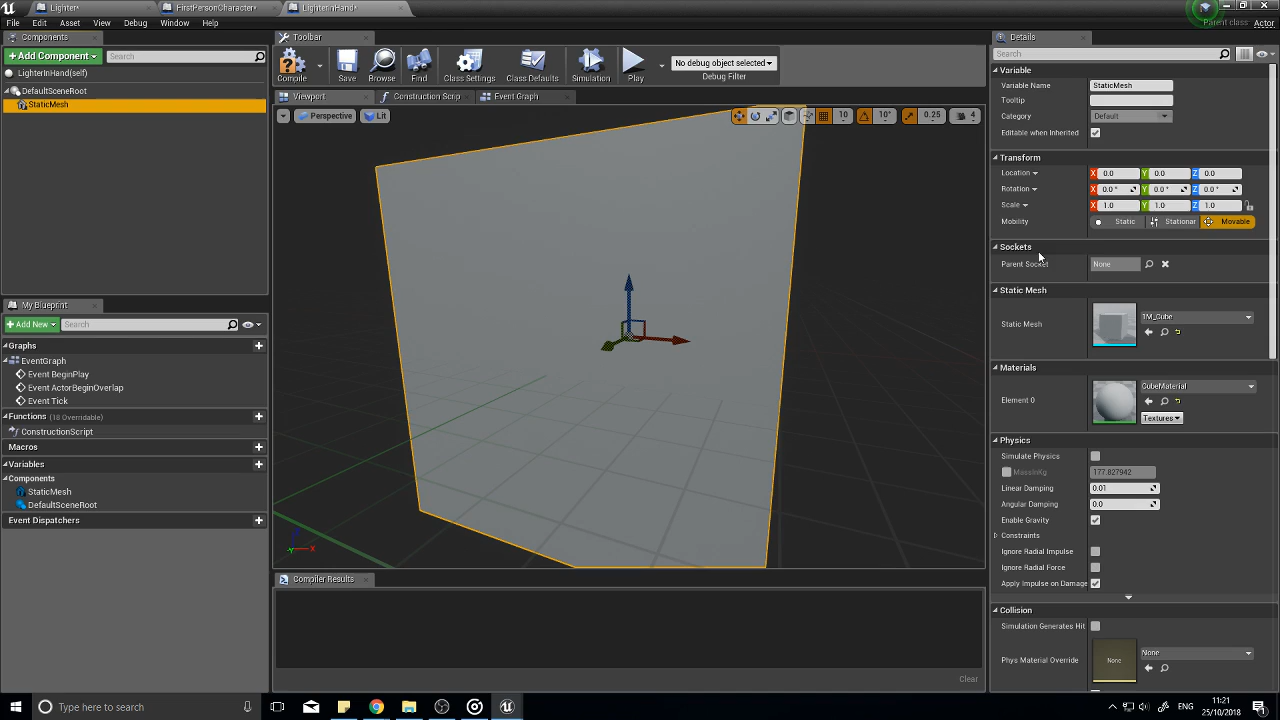 Lighter*
FirstPersonCharacter*
LighterInHand*
File
Edit
Asset
View
Debug
Window
Help
Parent class:
Actor
Components
+Add Component
Search
LighterInHand(self)
DefaultSceneRoot
StaticMesh
My Blueprint
+Add New
Search
Graphs
EventGraph
Event BeginPlay
Event ActorBeginOverlap
Event Tick
Functions (18 Overridable)
ConstructionScript
Macros
Variables
Components
StaticMesh
DefaultSceneRoot
Event Dispatchers
Toolbar
Compile
Save
Browse
Find
Class Settings
Class Defaults
Simulation
Play
No debug object selected
Debug Filter
Viewport
Construction Scrip
Event Graph
Perspective
Lit
10
10°
0.25
4
X
Compiler Results
Clear
Details
Search
Variable
Variable Name StaticMesh
Tooltip
Category Default
Editable when Inherited
Transform
Location X 0.0 Y 0.0 Z 0.0
Rotation X 0.0 ° Y 0.0 ° Z 0.0 °
Scale X 1.0 Y 1.0 Z 1.0
Mobility Static Stationar Movable
Sockets
Parent Socket None
Static Mesh
Static Mesh 1M_Cube
Materials
Element 0 CubeMaterial
Textures
Physics
Simulate Physics
MassInKg 177.827942
Linear Damping 0.01
Angular Damping 0.0
Enable Gravity
Constraints
Ignore Radial Impulse
Ignore Radial Force
Apply Impulse on Damage
Collision
Simulation Generates Hit
Phys Material Override None None
Type here to search
ENG
11:21
25/10/2018